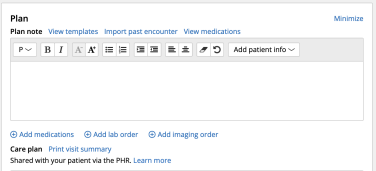 Plan Minimize
Plan note View templates Import past encounter View medications
P B I A A Add patient info
Add medications Add lab order Add imaging order
Care plan Print visit summary
Shared with your patient via the PHR. Learn more